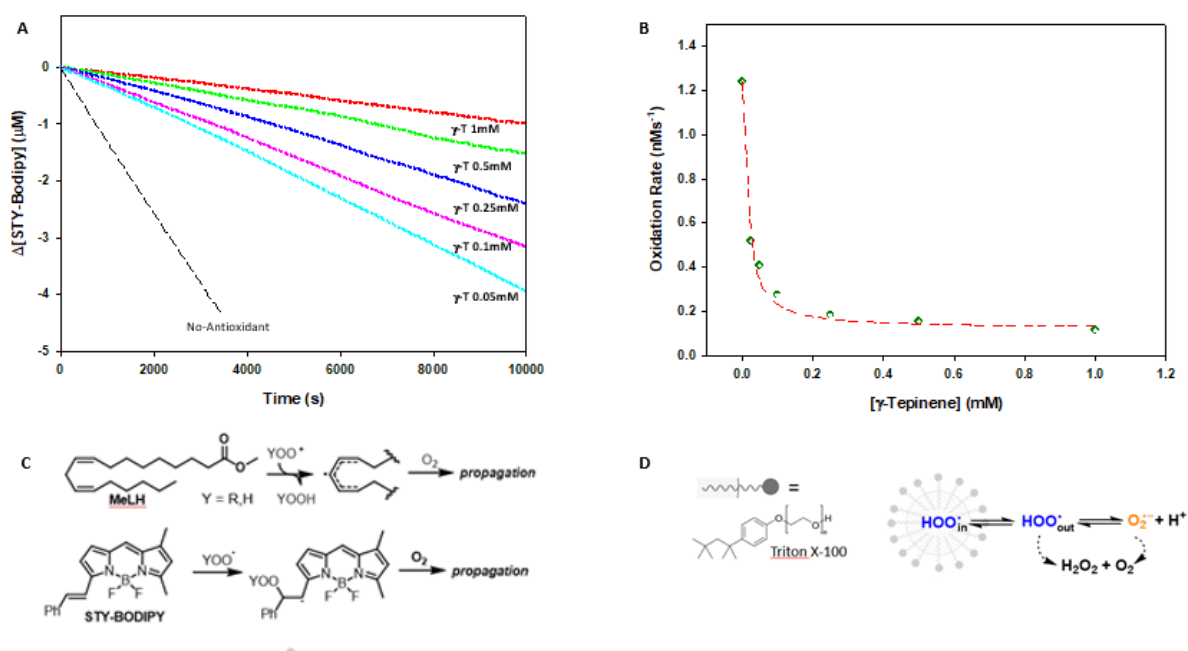 A
0
-1
-2
-3
-4
-5
Δ[STY-Bodipy] (μM)
γ-T 1mM
γ-T 0.5mM
γ-T 0.25mM
γ-T 0.1mM
γ-T 0.05mM
No-Antioxidant
0 2000 4000 6000 8000 10000
Time (s)
B
1.4
1.2
1.0
0.8
0.6
0.4
0.2
0.0
Oxidation Rate (nMs⁻¹)
0.0 0.2 0.4 0.6 0.8 1.0 1.2
[γ-Tepinene] (mM)
C
O
O
MeLH
YOO•
YOOH
Y = R,H
O₂
propagation
N N
B
F F
Ph
STY-BODIPY
YOO•
YOO
N N
B
F F
Ph
O₂
propagation
D
=
O
O
H
Triton X-100
HOO•in
HOO•out
O₂•− + H⁺
H₂O₂ + O₂